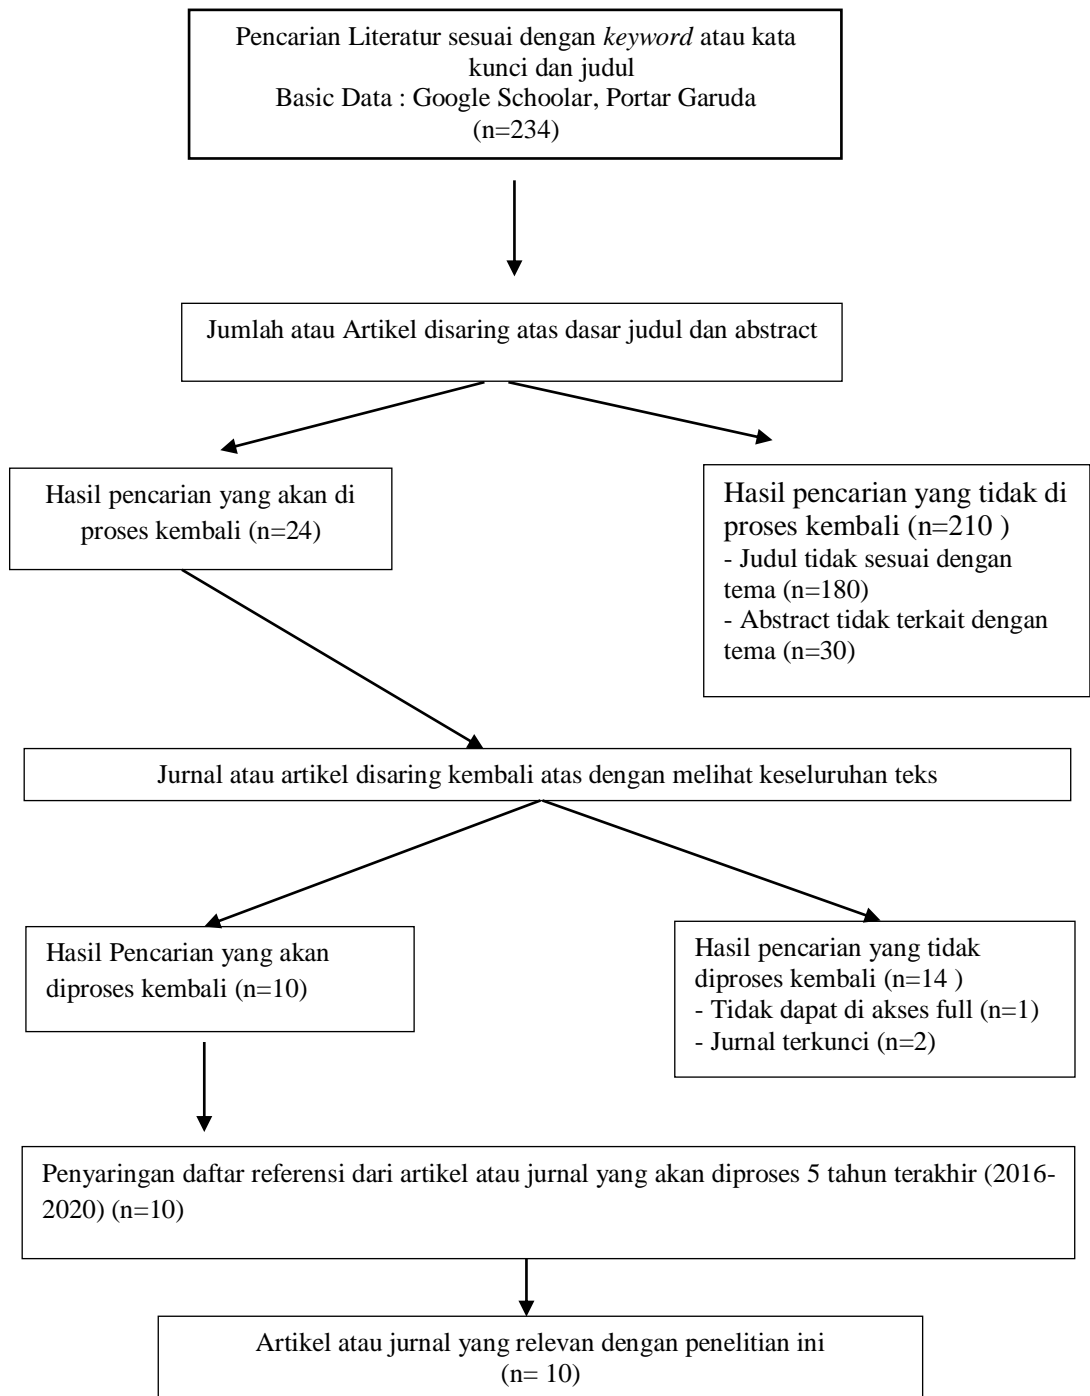 Pencarian Literatur sesuai dengan keyword atau kata
kunci dan judul
Basic Data : Google Schoolar, Portar Garuda
(n=234)
Jumlah atau Artikel disaring atas dasar judul dan abstract
Hasil pencarian yang akan di
proses kembali (n=24)
Hasil pencarian yang tidak di
proses kembali (n=210 )
- Judul tidak sesuai dengan
tema (n=180)
- Abstract tidak terkait dengan
tema (n=30)
Jurnal atau artikel disaring kembali atas dengan melihat keseluruhan teks
Hasil Pencarian yang akan
diproses kembali (n=10)
Hasil pencarian yang tidak
diproses kembali (n=14 )
- Tidak dapat di akses full (n=1)
- Jurnal terkunci (n=2)
Penyaringan daftar referensi dari artikel atau jurnal yang akan diproses 5 tahun terakhir (2016-
2020) (n=10)
Artikel atau jurnal yang relevan dengan penelitian ini
(n= 10)